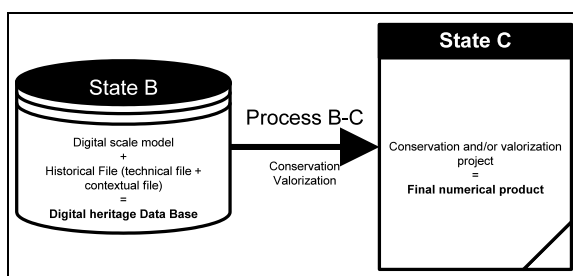 State B
Digital scale model
+
Historical File (technical file +
contextual file)
=
Digital heritage Data Base
Process B-C
Conservation
Valorization
State C
Conservation and/or valorization
project
=
Final numerical product